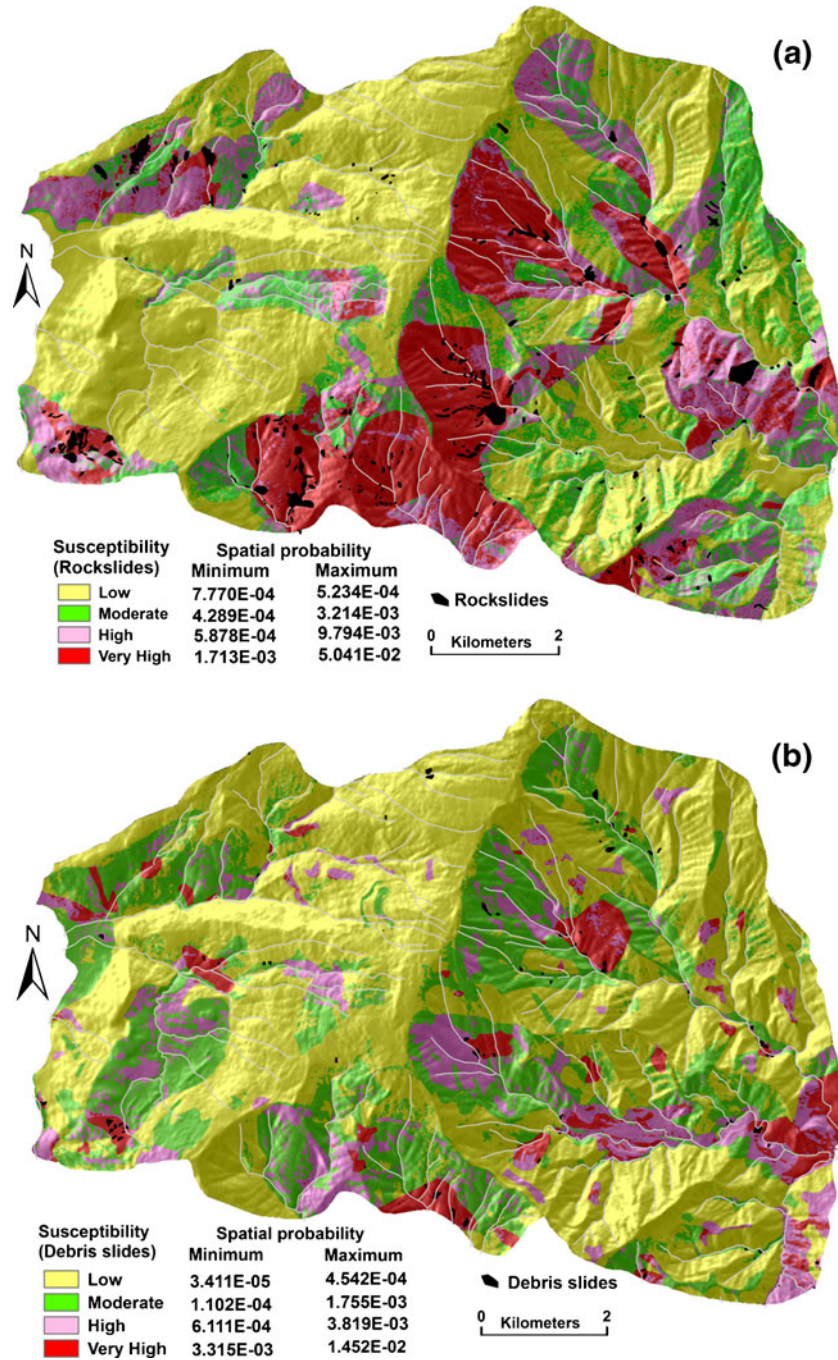 (a)
N
Susceptibility Spatial probability
(Rockslides) Minimum Maximum
Low 7.770E-04 5.234E-04
Moderate 4.289E-04 3.214E-03
High 5.878E-04 9.794E-03
Very High 1.713E-03 5.041E-02
Rockslides
0 Kilometers 2
(b)
N
Susceptibility Spatial probability
(Debris slides) Minimum Maximum
Low 3.411E-05 4.542E-04
Moderate 1.102E-04 1.755E-03
High 6.111E-04 3.819E-03
Very High 3.315E-03 1.452E-02
Debris slides
0 Kilometers 2